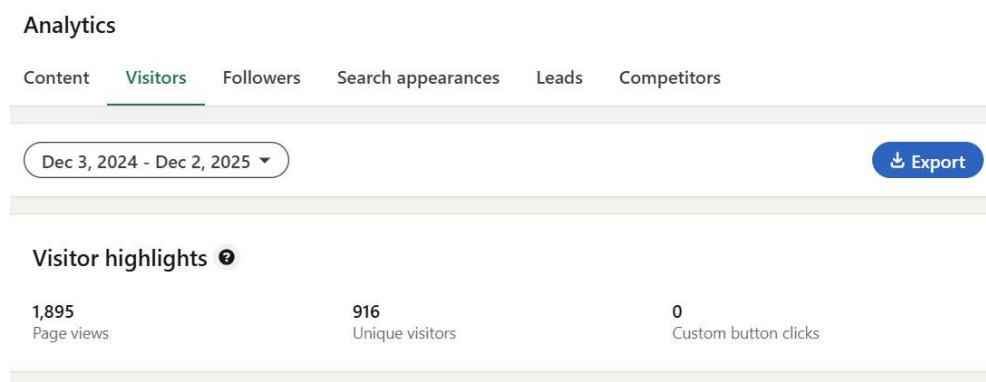 Analytics
Content Visitors Followers Search appearances Leads Competitors
Dec 3, 2024 - Dec 2, 2025 Export
Visitor highlights ?
1,895 916 0
Page views Unique visitors Custom button clicks